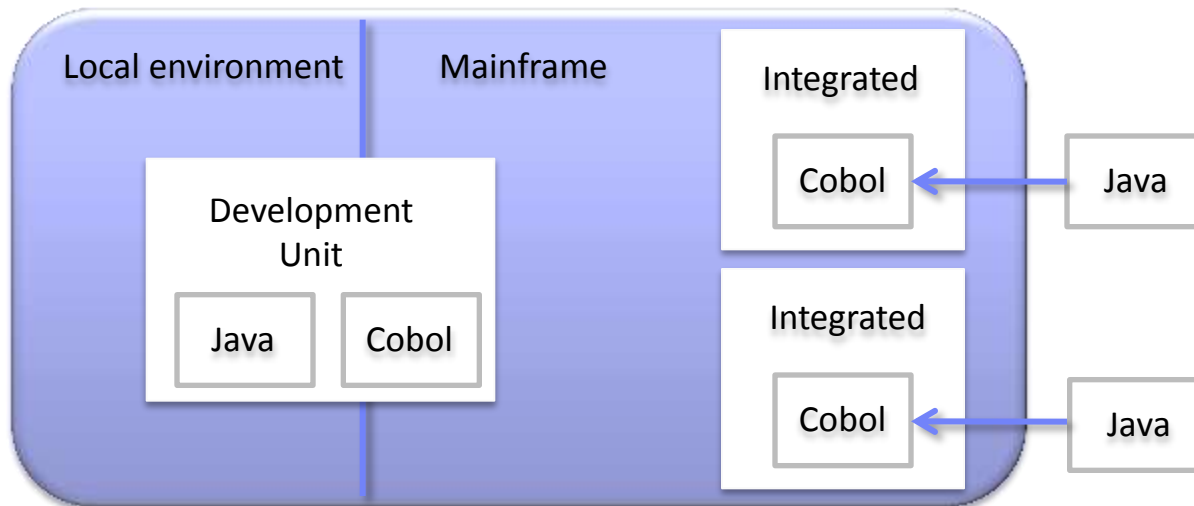 Local environment
Mainframe
Development
Unit
Java
Cobol
Integrated
Cobol
Java
Integrated
Cobol
Java